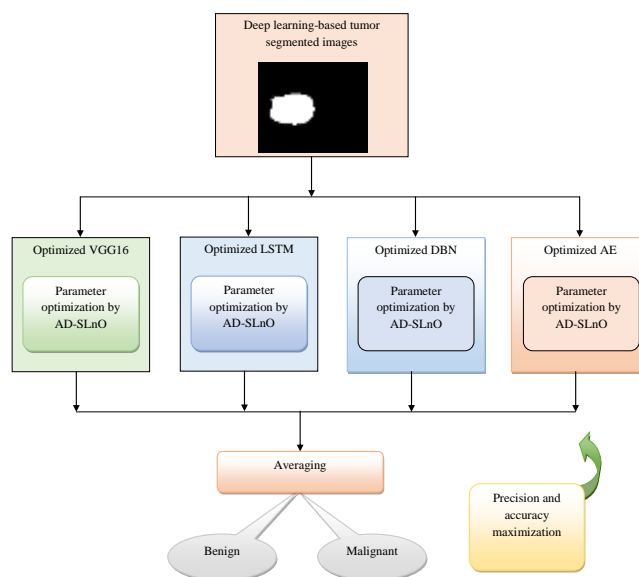 Deep learning-based tumor
segmented images
Optimized VGG16
Parameter
optimization by
AD-SLnO
Optimized LSTM
Parameter
optimization by
AD-SLnO
Optimized DBN
Parameter
optimization by
AD-SLnO
Optimized AE
Parameter
optimization by
AD-SLnO
Averaging
Benign
Malignant
Precision and
accuracy
maximization